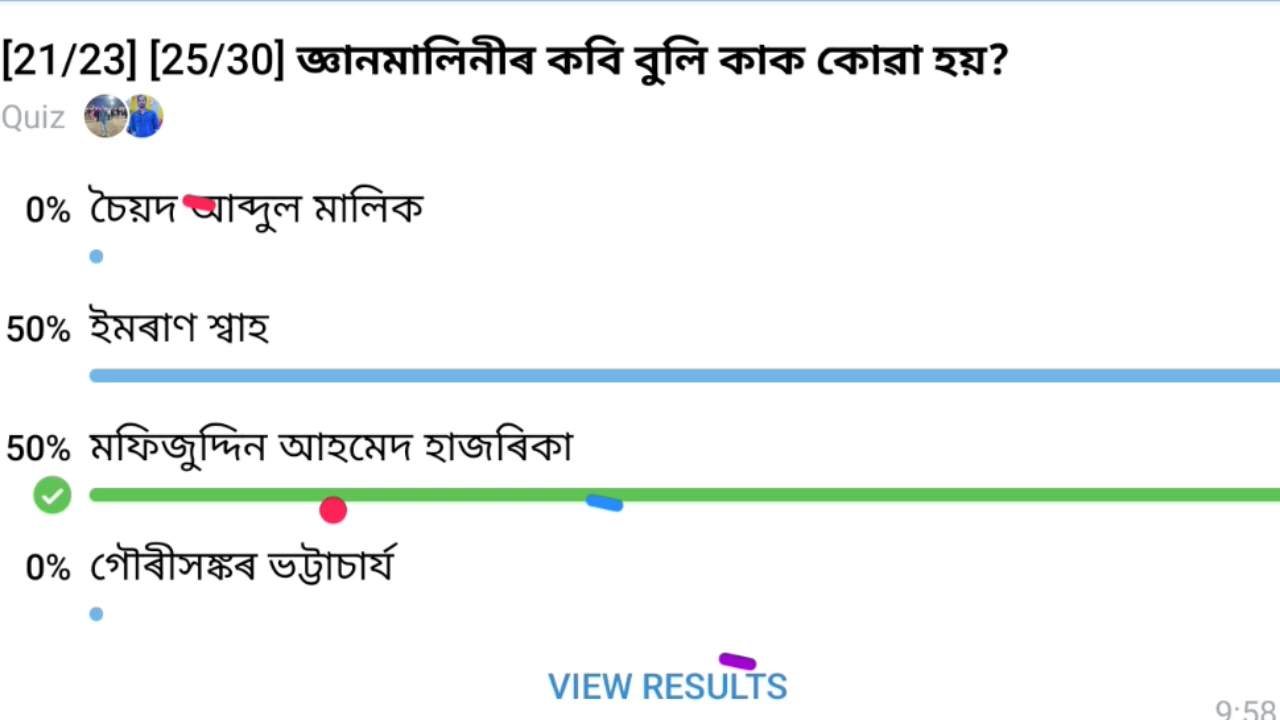 [21/23] [25/30] জ্ঞানমালিনীৰ কবি বুলি কাক কোৱা হয়?
Quiz
0% চৈয়দ আব্দুল মালিক
50% ইমৰাণ শ্বাহ
50% মফিজুদ্দিন আহমেদ হাজৰিকা
0% গৌৰীসঙ্কৰ ভট্টাচাৰ্য
VIEW RESULTS
9:58